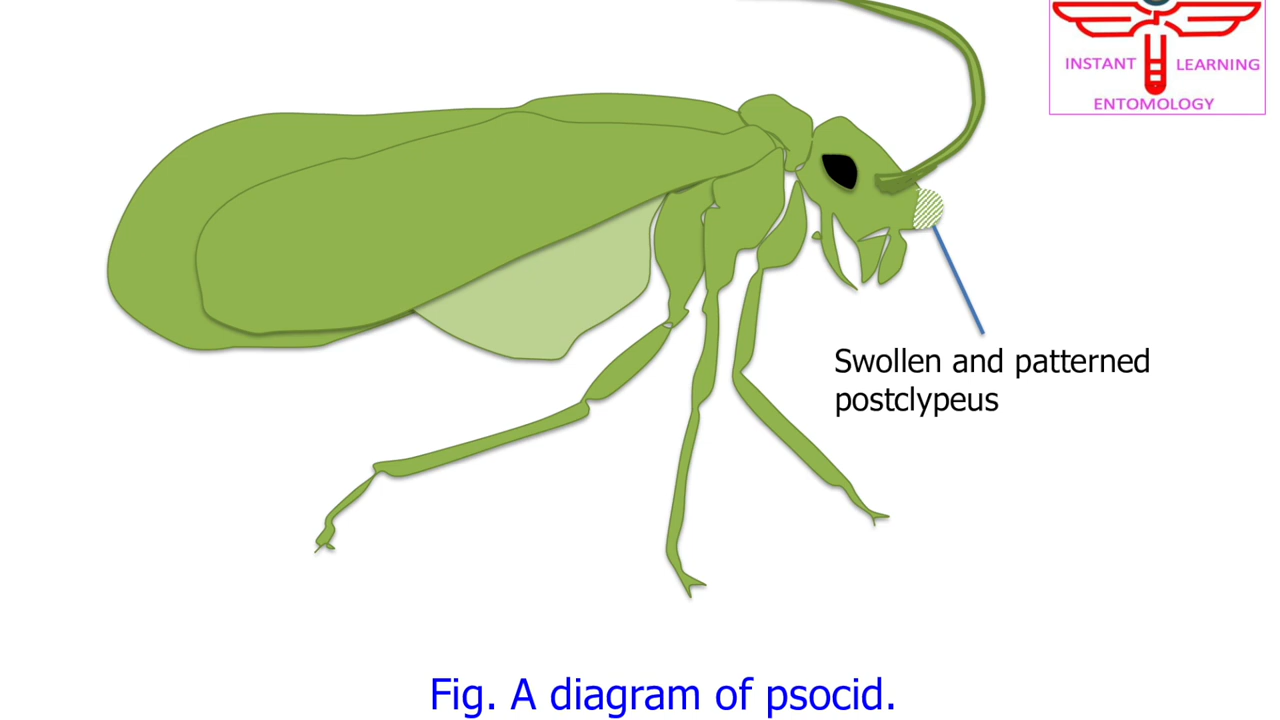 INSTANT LEARNING
ENTOMOLOGY
Swollen and patterned
postclypeus
Fig. A diagram of psocid.